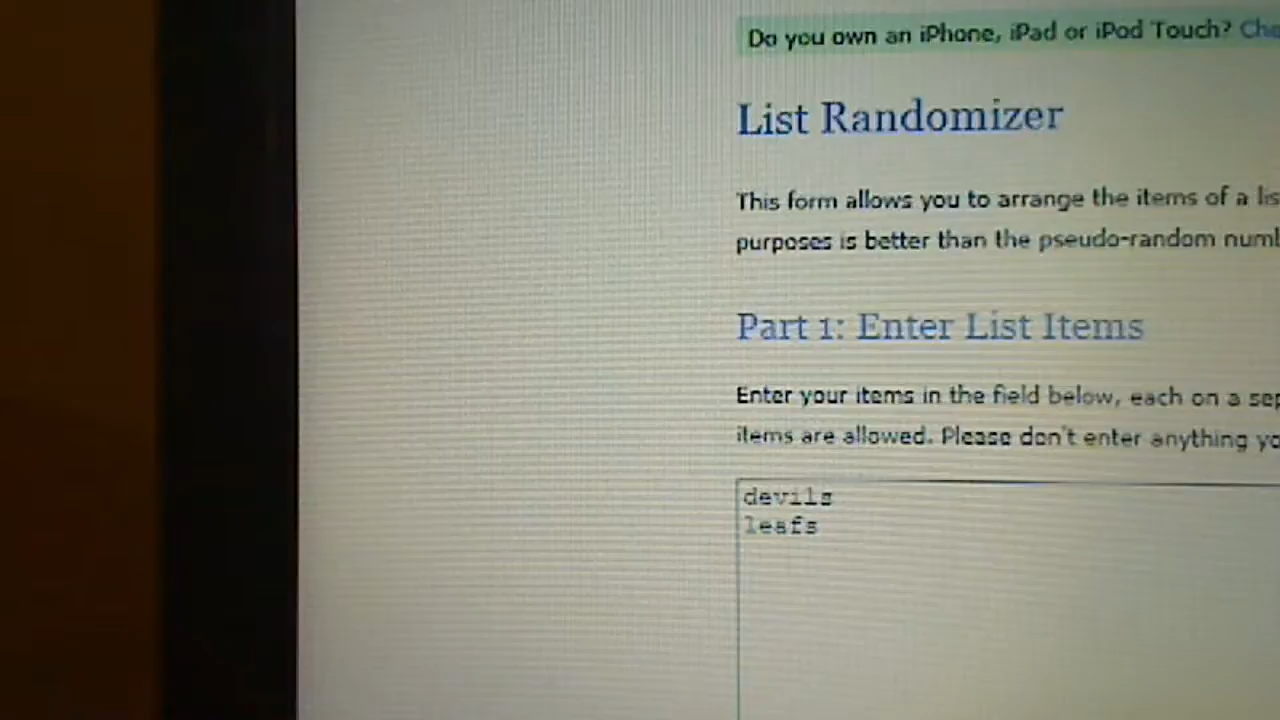 Do you own an iPhone, iPad or iPod Touch? Che
List Randomizer
This form allows you to arrange the items of a lis
purposes is better than the pseudo-random numb
Part 1: Enter List Items
Enter your items in the field below, each on a sep
items are allowed. Please don't enter anything yo
devils
leafs